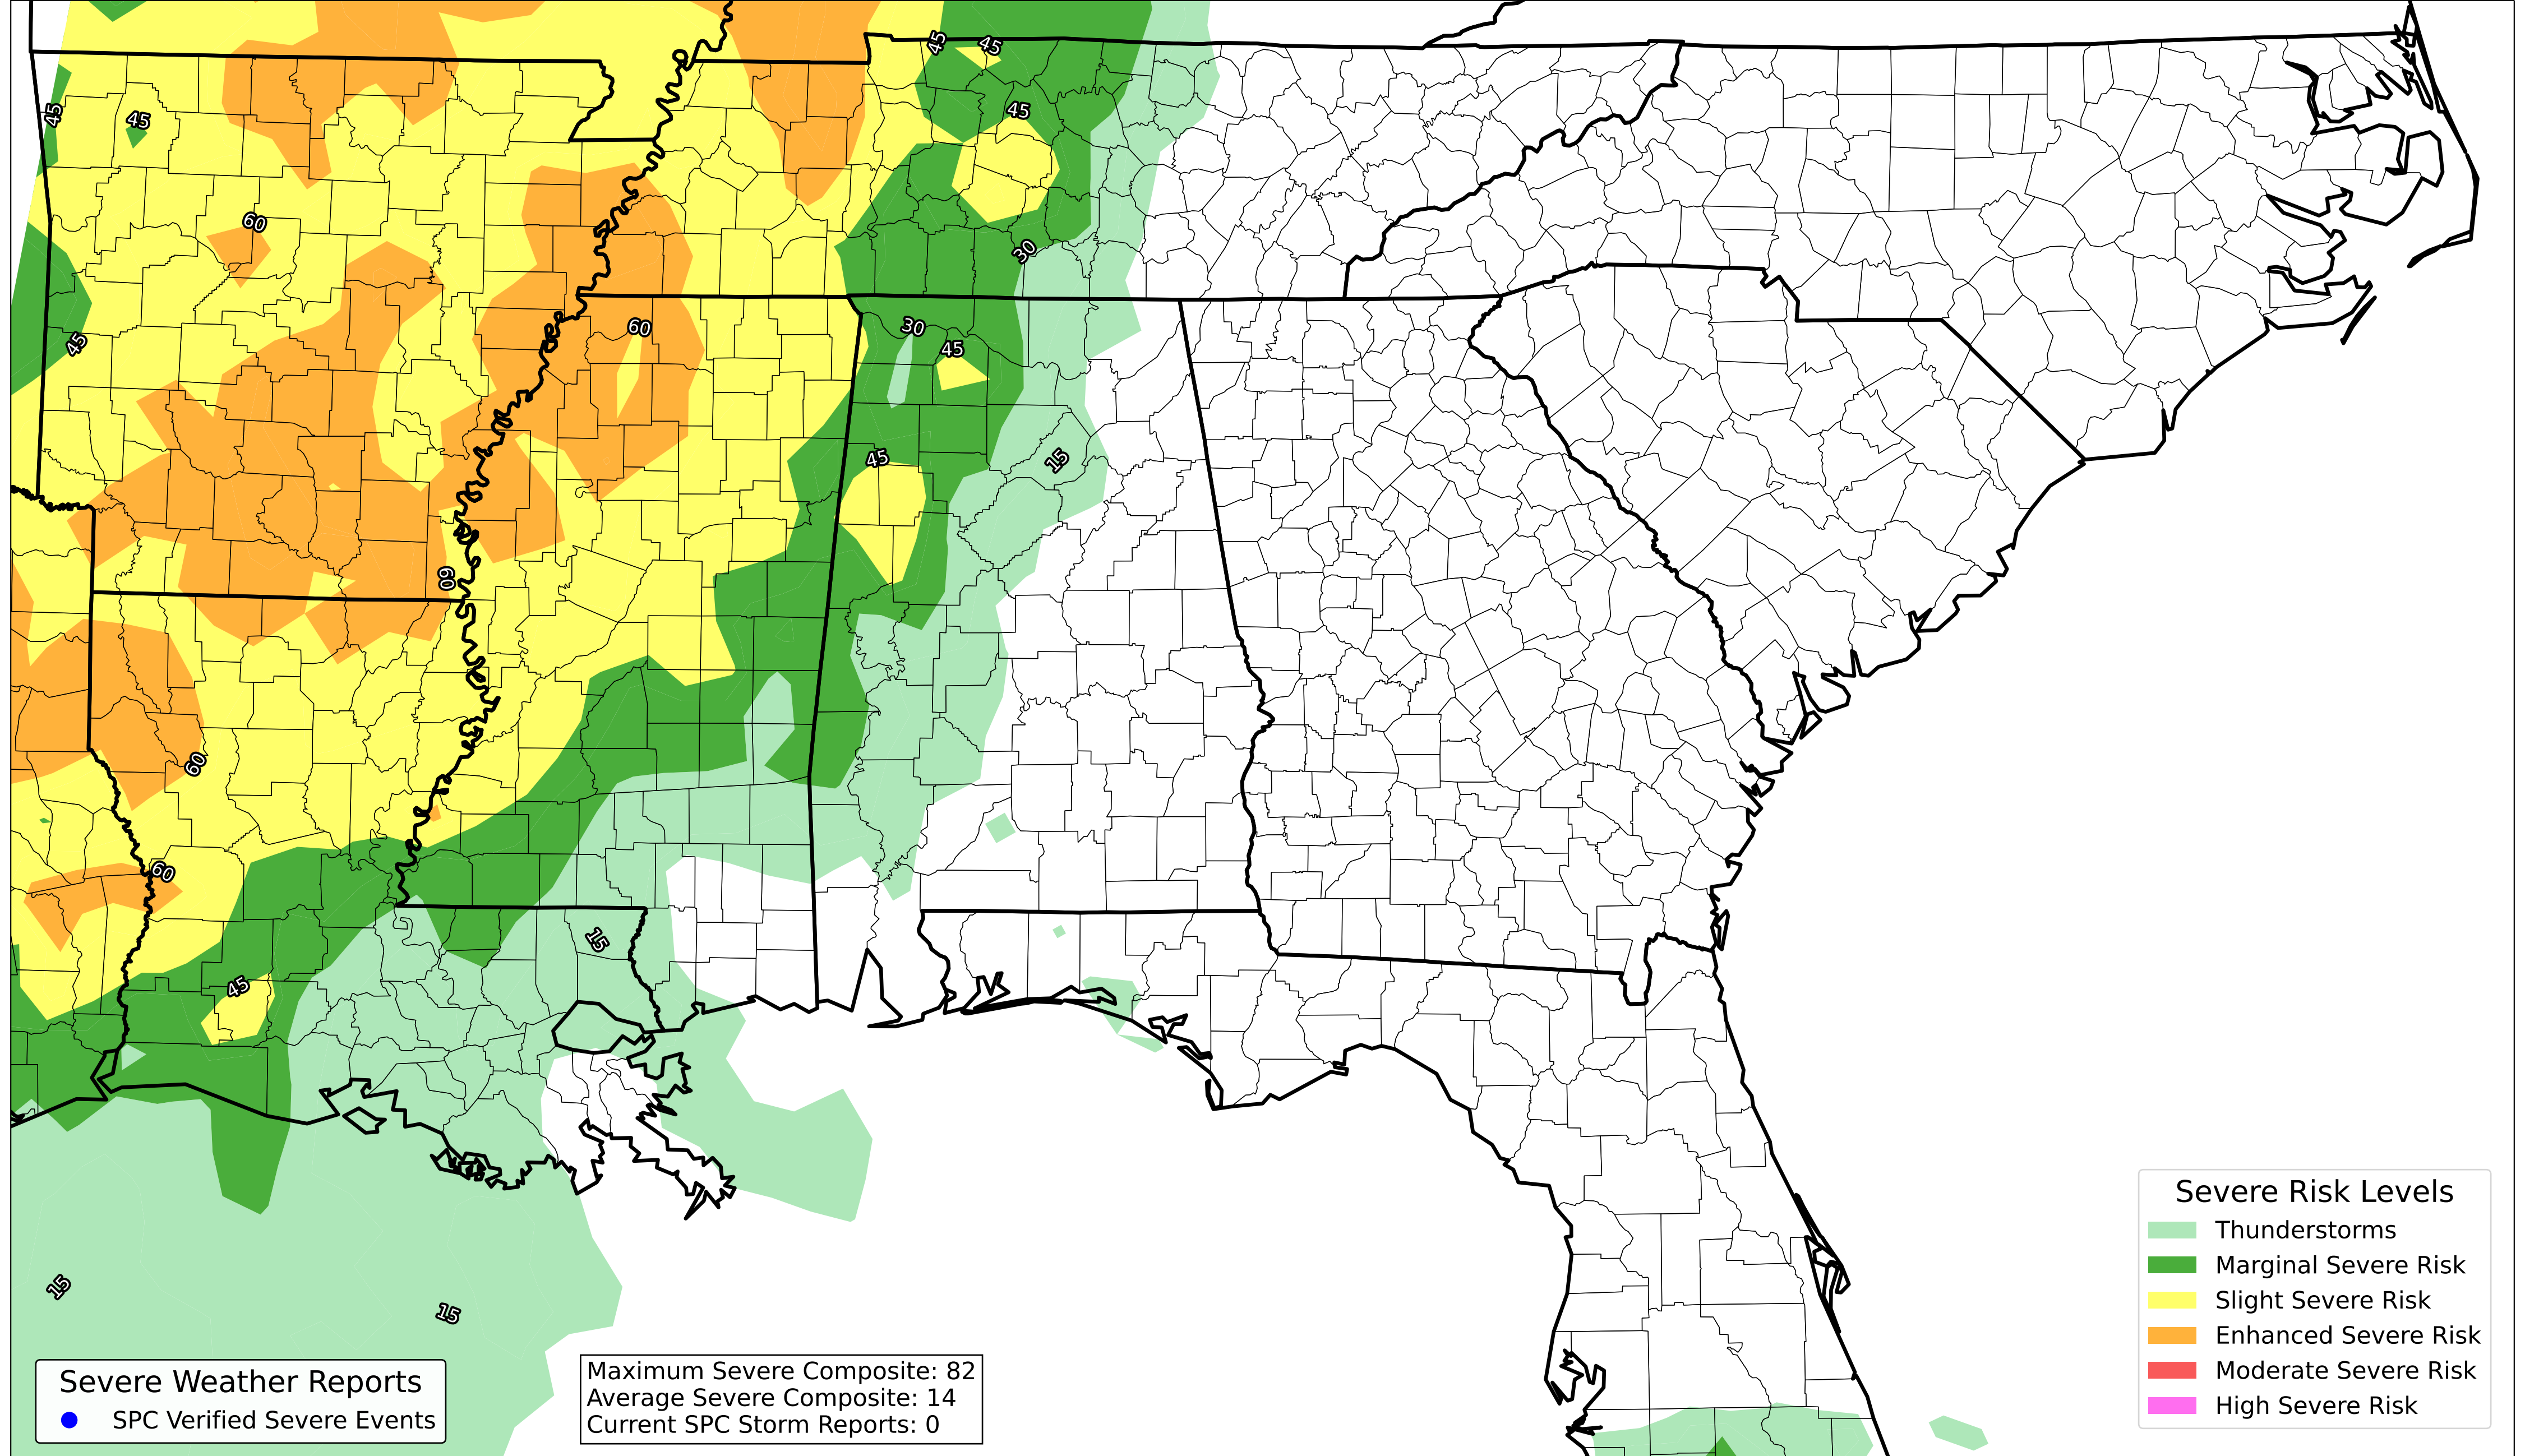 45
45
45
45
45
60
30
30
60
45
45
45
15
60
60
60
15
45
15
15
Severe Weather Reports
SPC Verified Severe Events
Maximum Severe Composite: 82
Average Severe Composite: 14
Current SPC Storm Reports: 0
Severe Risk Levels
Thunderstorms
Marginal Severe Risk
Slight Severe Risk
Enhanced Severe Risk
Moderate Severe Risk
High Severe Risk